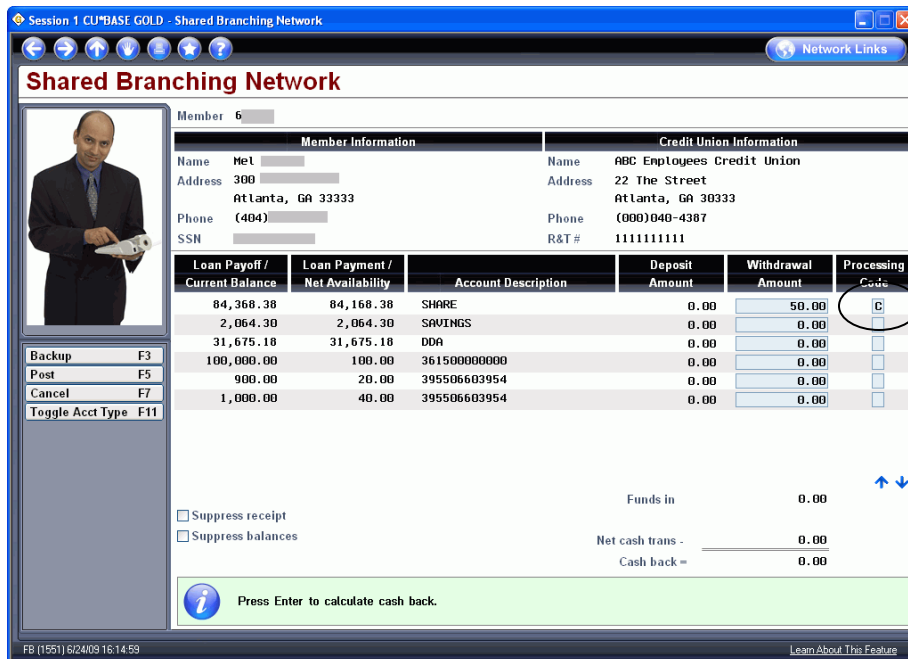 Session 1 CU*BASE GOLD - Shared Branching Network
Network Links
Shared Branching Network
Member 6
Member Information Credit Union Information
Name Mel Name ABC Employees Credit Union
Address 300 Address 22 The Street
Atlanta, GA 33333 Atlanta, GA 30333
Phone (404) Phone (000)040-4387
SSN R&T # 1111111111
Loan Payoff / Loan Payment / Deposit Withdrawal Processing
Current Balance Net Availability Account Description Amount Amount Code
84,368.38 84,168.38 SHARE 0.00 50.00 C
2,064.30 2,064.30 SAVINGS 0.00 0.00
31,675.18 31,675.18 DDA 0.00 0.00
100,000.00 100.00 361500000000 0.00 0.00
900.00 20.00 395506603954 0.00 0.00
1,000.00 40.00 395506603954 0.00 0.00
Backup F3
Post F5
Cancel F7
Toggle Acct Type F11
Funds in 0.00
Suppress receipt
Suppress balances
Net cash trans - 0.00
Cash back = 0.00
Press Enter to calculate cash back.
FB (1551) 6/24/09 16:14:59 Learn About This Feature